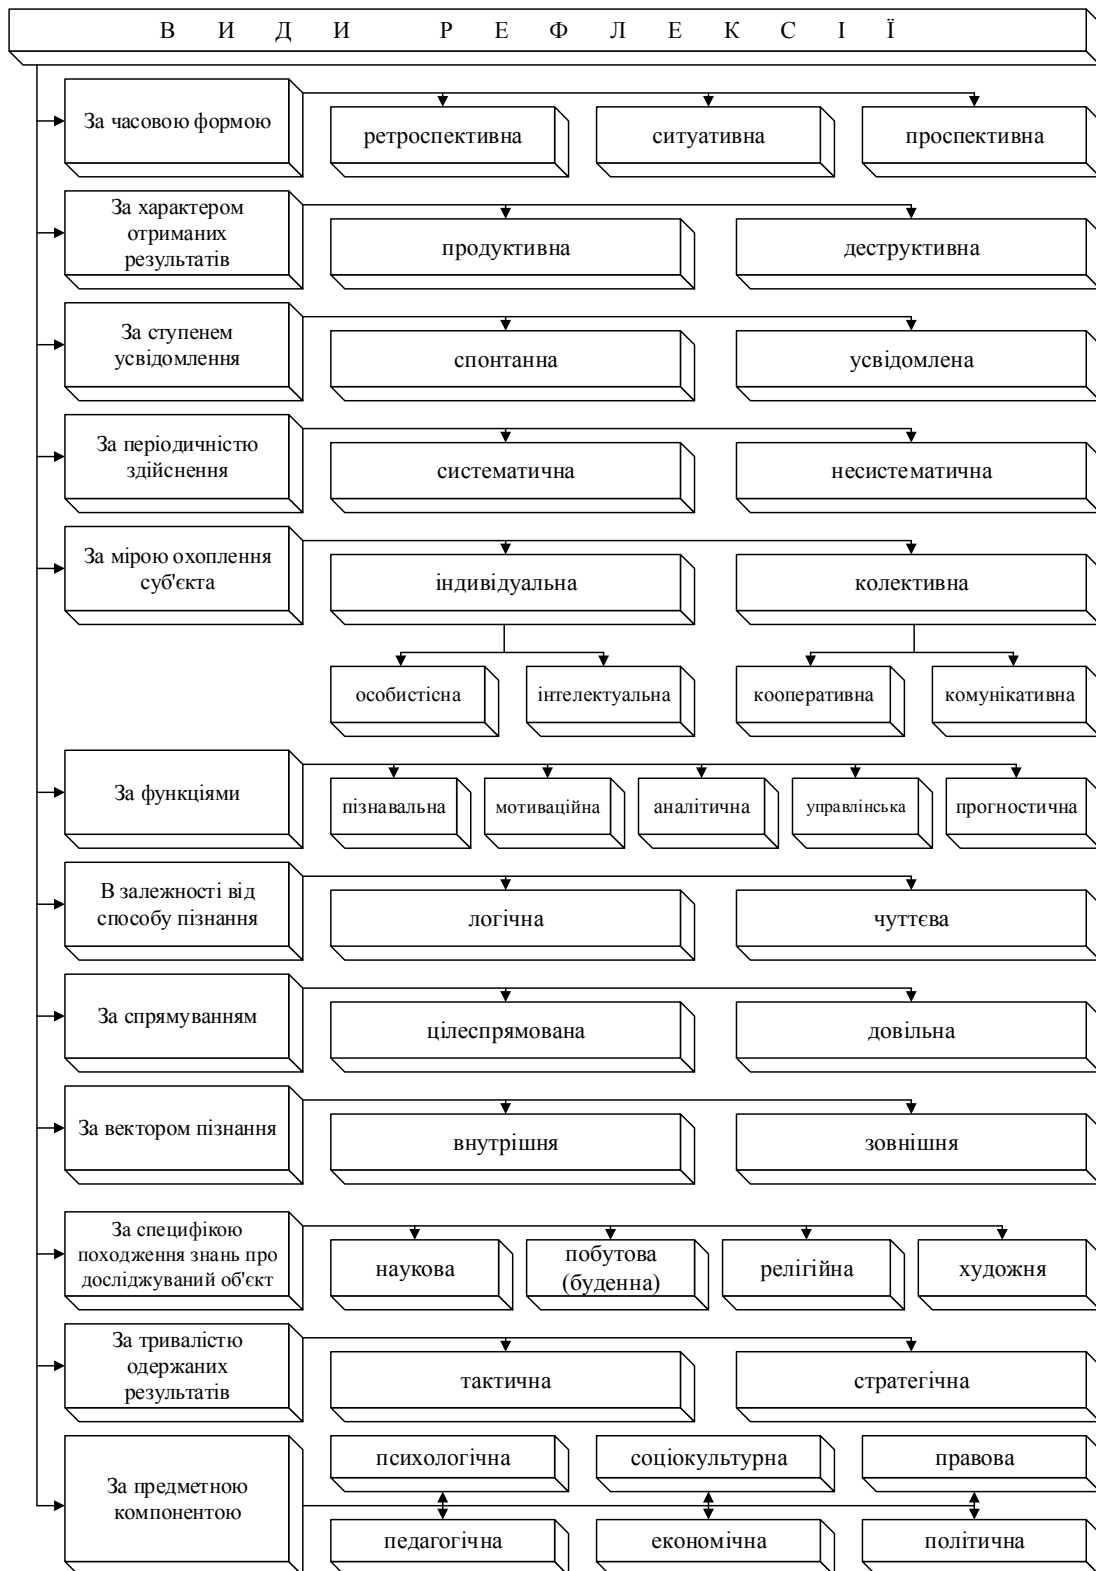 ВИДИ РЕФЛЕКСІЇ
За часовою формою
ретроспективна
ситуативна
проспективна
За характером
отриманих
результатів
продуктивна
деструктивна
За ступенем
усвідомлення
спонтанна
усвідомлена
За періодичністю
здійснення
систематична
несистематична
За мірою охоплення
суб'єкта
індивідуальна
колективна
особистісна
інтелектуальна
кооперативна
комунікативна
За функціями
пізнавальна
мотиваційна
аналітична
управлінська
прогностична
В залежності від
способу пізнання
логічна
чуттєва
За спрямуванням
цілеспрямована
довільна
За вектором пізнання
внутрішня
зовнішня
За специфікою
походження знань про
досліджуваний об'єкт
наукова
побутова
(буденна)
релігійна
художня
За тривалістю
одержаних
результатів
тактична
стратегічна
За предметною
компонентою
психологічна
соціокультурна
правова
педагогічна
економічна
політична